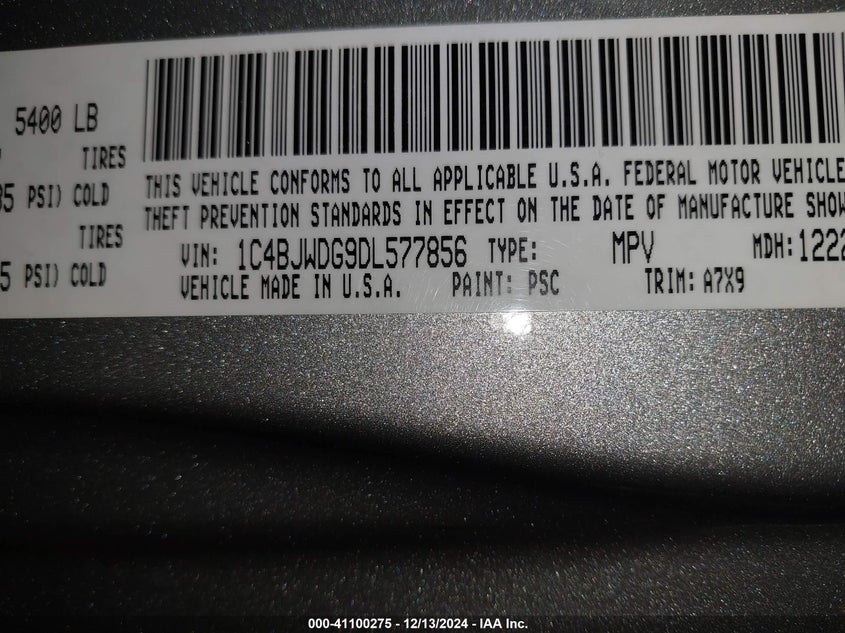 5400 LB
TIRES
PSI) COLD
TIRES
5 PSI) COLD
THIS VEHICLE CONFORMS TO ALL APPLICABLE U.S.A. FEDERAL MOTOR VEHICLE
THEFT PREVENTION STANDARDS IN EFFECT ON THE DATE OF MANUFACTURE SHOW
VIN: 1C4BJWDG9DL577856 TYPE: MPV MDH: 1222
VEHICLE MADE IN U.S.A. PAINT: PSC TRIM: A7X9
000-41100275 - 12/13/2024 - IAA Inc.